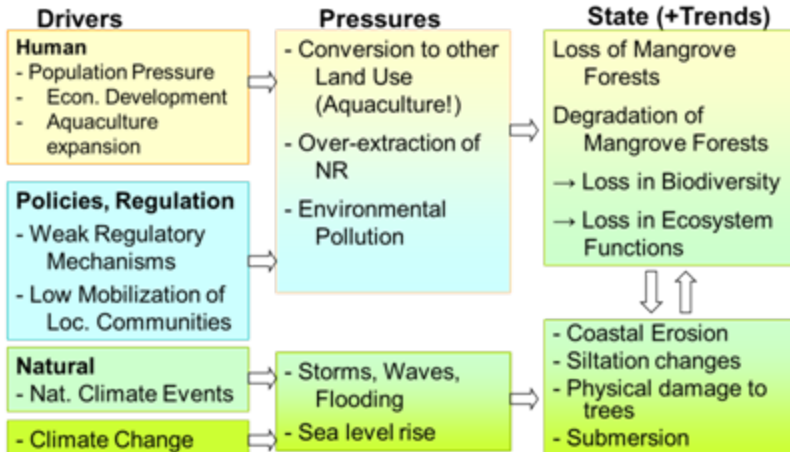 Drivers
Human
- Population Pressure
- Econ. Development
- Aquaculture
expansion
Policies, Regulation
- Weak Regulatory
Mechanisms
- Low Mobilization of
Loc. Communities
Natural
- Nat. Climate Events
- Climate Change
Pressures
- Conversion to other
Land Use
(Aquaculture!)
- Over-extraction of
NR
- Environmental
Pollution
- Storms, Waves,
Flooding
- Sea level rise
State (+Trends)
Loss of Mangrove
Forests
Degradation of
Mangrove Forests
→ Loss in Biodiversity
→ Loss in Ecosystem
Functions
- Coastal Erosion
- Siltation changes
- Physical damage to
trees
- Submersion